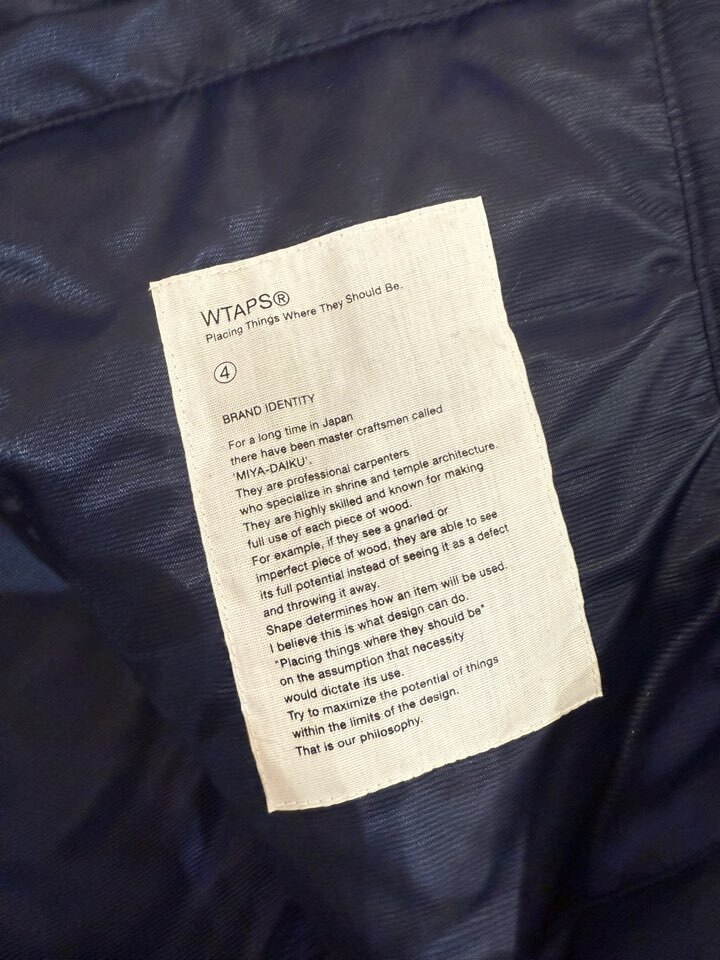 WTAPS®
Placing Things Where They Should Be.
④
BRAND IDENTITY
For a long time in Japan
there have been master craftsmen called
'MIYA-DAIKU'.
They are professional carpenters
who specialize in shrine and temple architecture.
They are highly skilled and known for making
full use of each piece of wood.
For example, if they see a gnarled or
imperfect piece of wood, they are able to see
its full potential instead of seeing it as a defect
and throwing it away.
Shape determines how an item will be used.
I believe this is what design can do.
"Placing things where they should be"
on the assumption that necessity
would dictate its use.
Try to maximize the potential of things
within the limits of the design.
That is our philosophy.